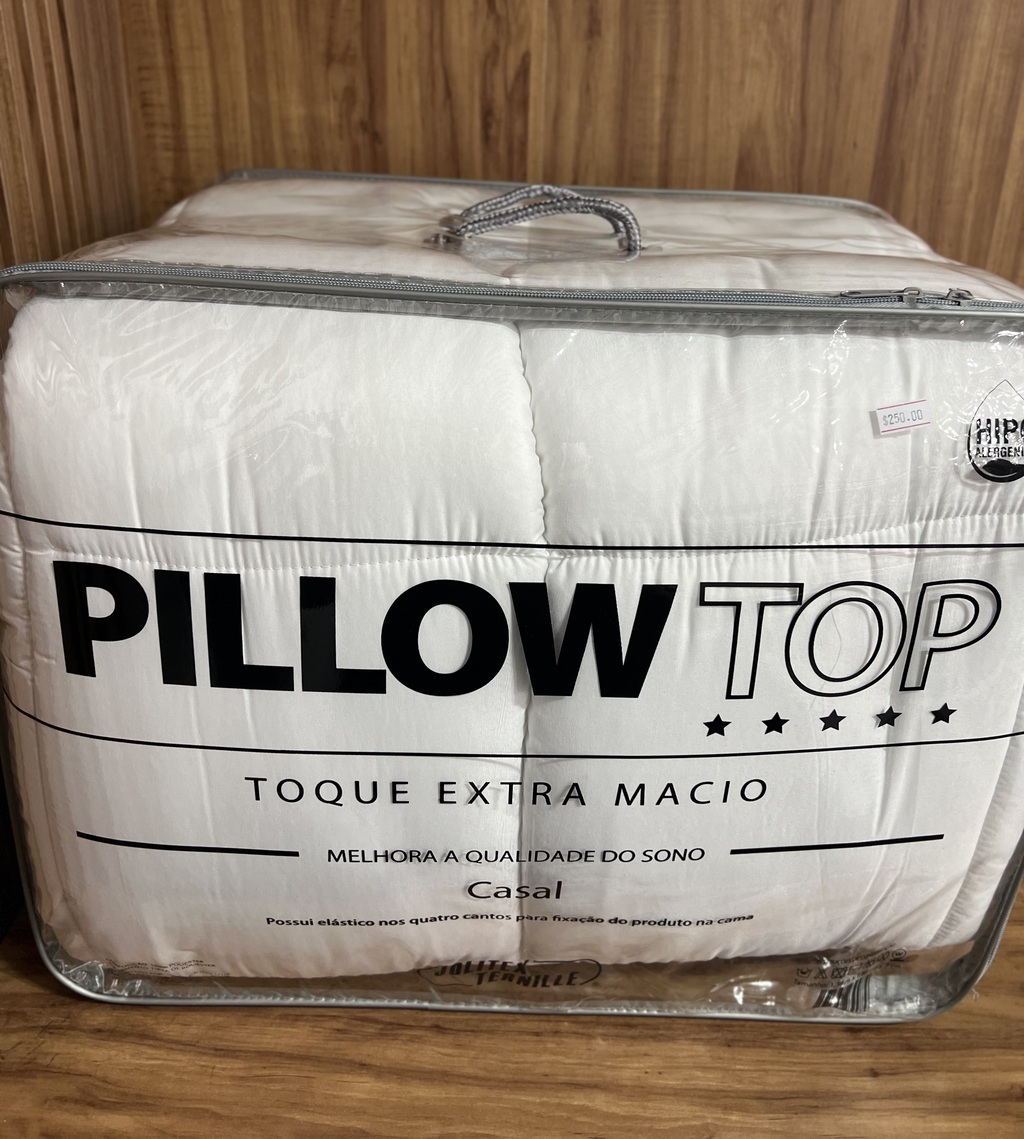 $250.00
HIPO
ALERGENI
PILLOW TOP
TOQUE EXTRA MACIO
MELHORA A QUALIDADE DO SONO
Casal
Possui elástico nos quatro cantos para fixação do produto na cama
JOLITEX
TERNILLE